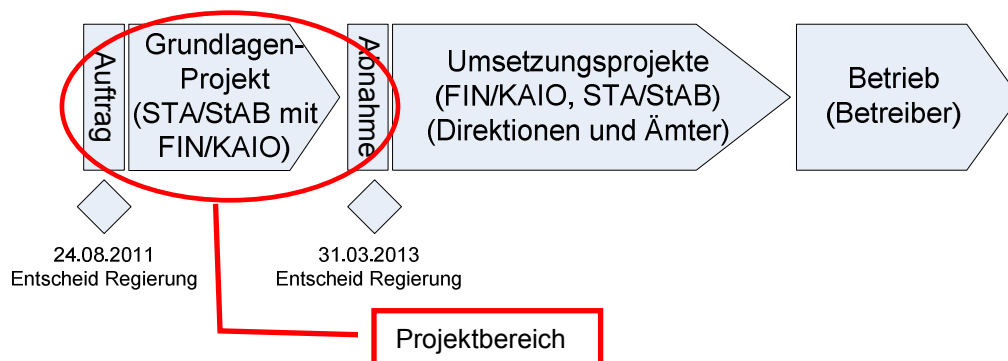 Auftrag
Grundlagen-
Projekt
(STA/StAB mit
FIN/KAIO)
Abnahme
Umsetzungsprojekte
(FIN/KAIO, STA/StAB)
(Direktionen und Ämter)
Betrieb
(Betreiber)
24.08.2011
Entscheid Regierung
31.03.2013
Entscheid Regierung
Projektbereich